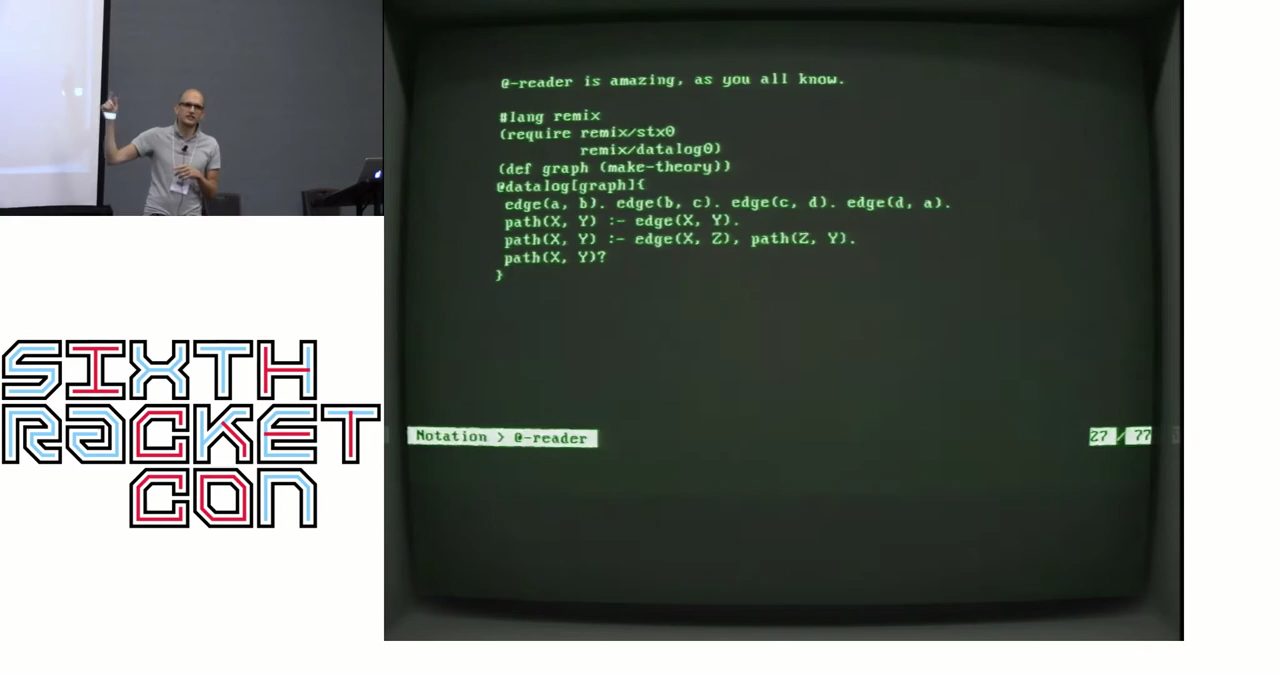 @-reader is amazing, as you all know.
#lang remix
(require remix/stx0
remix/datalog0)
(def graph (make-theory))
@datalog[graph]{
edge(a, b). edge(b, c). edge(c, d). edge(d, a).
path(X, Y) :- edge(X, Y).
path(X, Y) :- edge(X, Z), path(Z, Y).
path(X, Y)?
}
Notation > @-reader
27 / 77
SIXTH
RACKET
CON